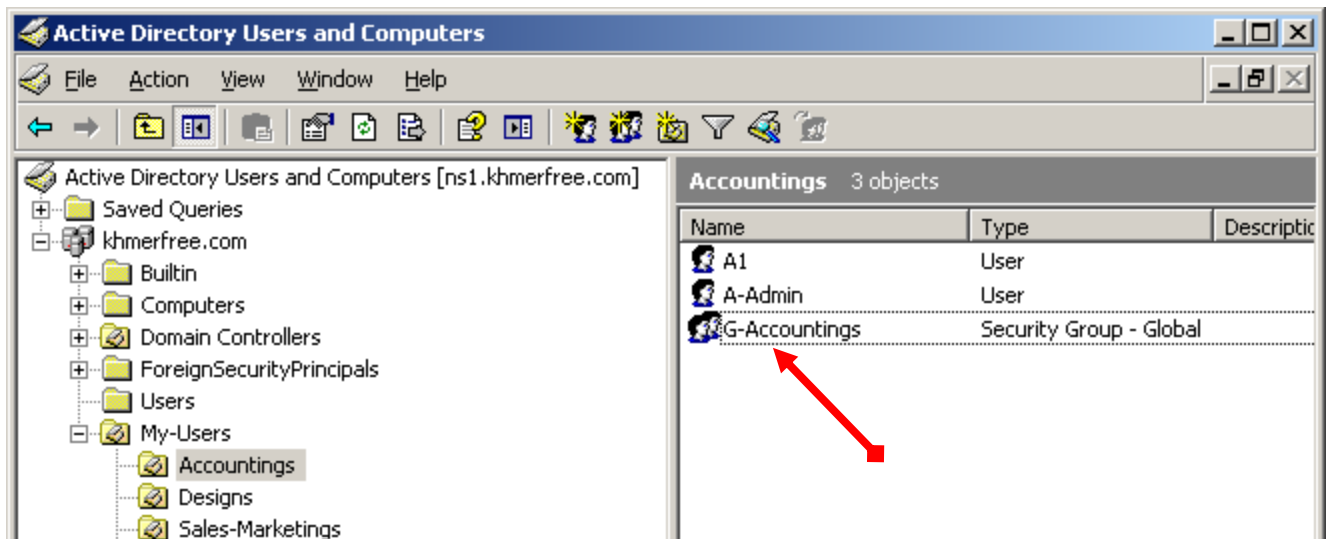 Active Directory Users and Computers
File Action View Window Help
Active Directory Users and Computers [ns1.khmerfree.com]
Saved Queries
khmerfree.com
Builtin
Computers
Domain Controllers
ForeignSecurityPrincipals
Users
My-Users
Accountings
Designs
Sales-Marketings
Accountings 3 objects
Name Type Descriptic
A1 User
A-Admin User
G-Accountings Security Group - Global